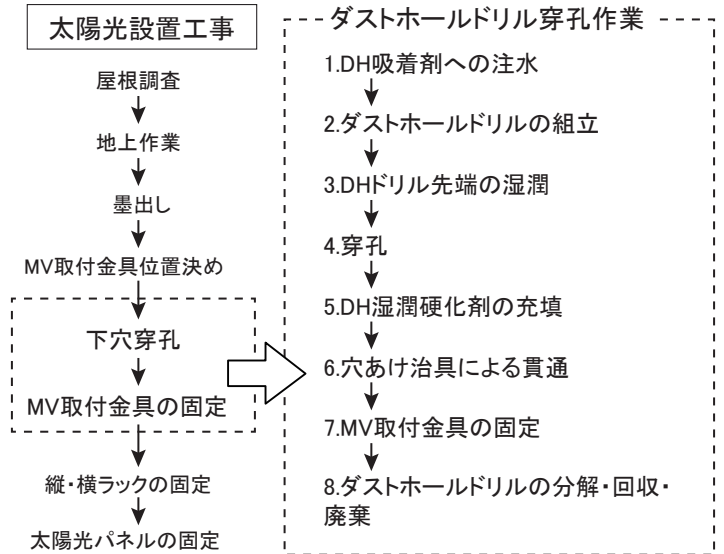 太陽光設置工事
屋根調査
地上作業
墨出し
MV取付金具位置決め
下穴穿孔
MV取付金具の固定
縦・横ラックの固定
太陽光パネルの固定
ダストホールドリル穿孔作業
1.DH吸着剤への注水
2.ダストホールドリルの組立
3.DHドリル先端の湿潤
4.穿孔
5.DH湿潤硬化剤の充填
6.穴あけ治具による貫通
7.MV取付金具の固定
8.ダストホールドリルの分解・回収・
廃棄